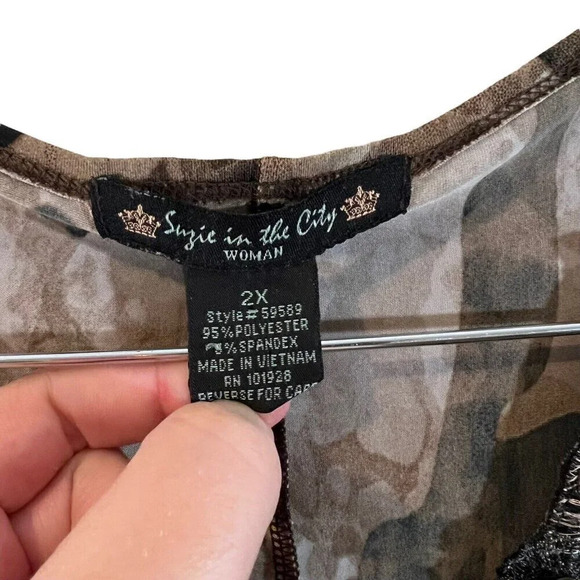 Suzie in the City
WOMAN
2X
Style# 59589
95% POLYESTER
5% SPANDEX
MADE IN VIETNAM
RN 101928
REVERSE FOR CARE